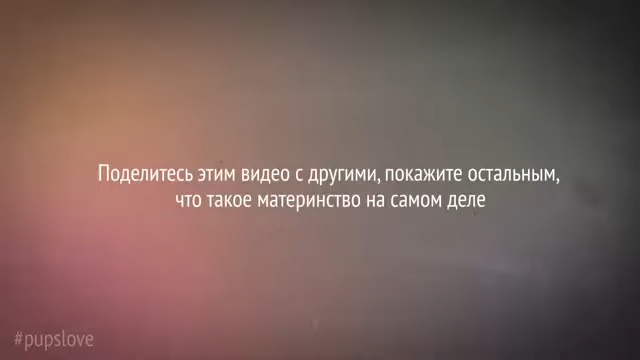 Поделитесь этим видео с другими, покажите остальным,
что такое материнство на самом деле
#pupslove